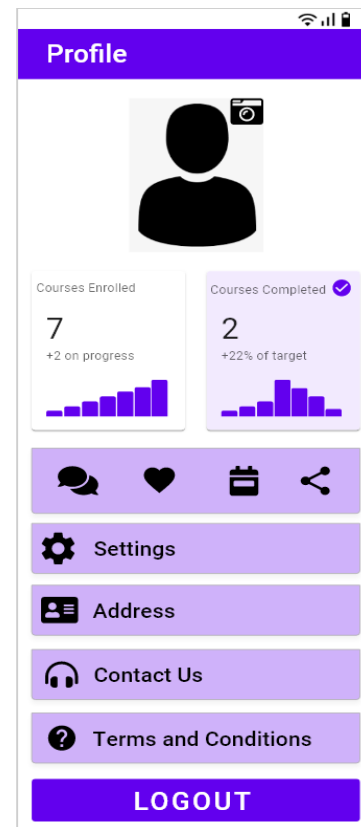 Profile
Courses Enrolled
7
+2 on progress
Courses Completed
2
+22% of target
Settings
Address
Contact Us
Terms and Conditions
LOGOUT